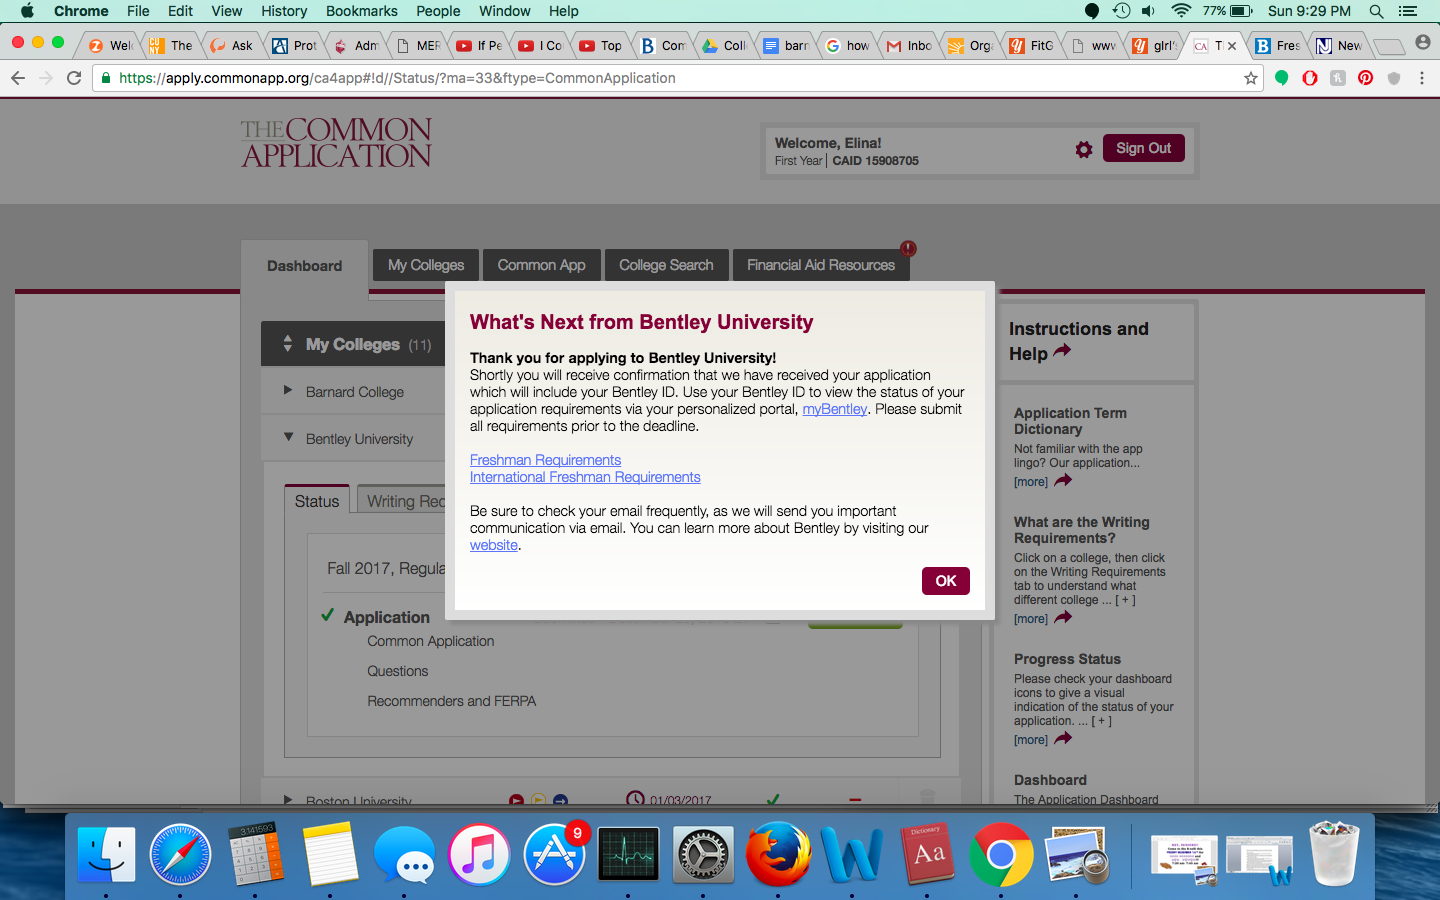 Chrome File Edit View History Bookmarks People Window Help 77% Sun 9:29 PM
Wel The Ask Prot Adm MER If Pe I Co Top Com Coll barn how Inbo Orga FitG www girl's T Fres New
https://apply.commonapp.org/ca4app#!d//Status/?ma=33&ftype=CommonApplication
THE COMMON
APPLICATION
Welcome, Elina!
First Year| CAID 15908705
Sign Out
Dashboard My Colleges Common App College Search Financial Aid Resources
My Colleges (11)
Barnard College
Bentley University
Status Writing Req
Fall 2017, Regula
Application
Common Application
Questions
Recommenders and FERPA
Boston University 01/03/2017
What's Next from Bentley University
Thank you for applying to Bentley University!
Shortly you will receive confirmation that we have received your application
which will include your Bentley ID. Use your Bentley ID to view the status of your
application requirements via your personalized portal, myBentley. Please submit
all requirements prior to the deadline.
Freshman Requirements
International Freshman Requirements
Be sure to check your email frequently, as we will send you important
communication via email. You can learn more about Bentley by visiting our
website.
OK
Instructions and
Help
Application Term
Dictionary
Not familiar with the app
lingo? Our application...
[more]
What are the Writing
Requirements?
Click on a college, then click
on the Writing Requirements
tab to understand what
different college ... [ + ]
[more]
Progress Status
Please check your dashboard
icons to give a visual
indication of the status of your
application. ... [ + ]
[more]
Dashboard
The Application Dashboard
3.141593
9
Dictionary
Aa